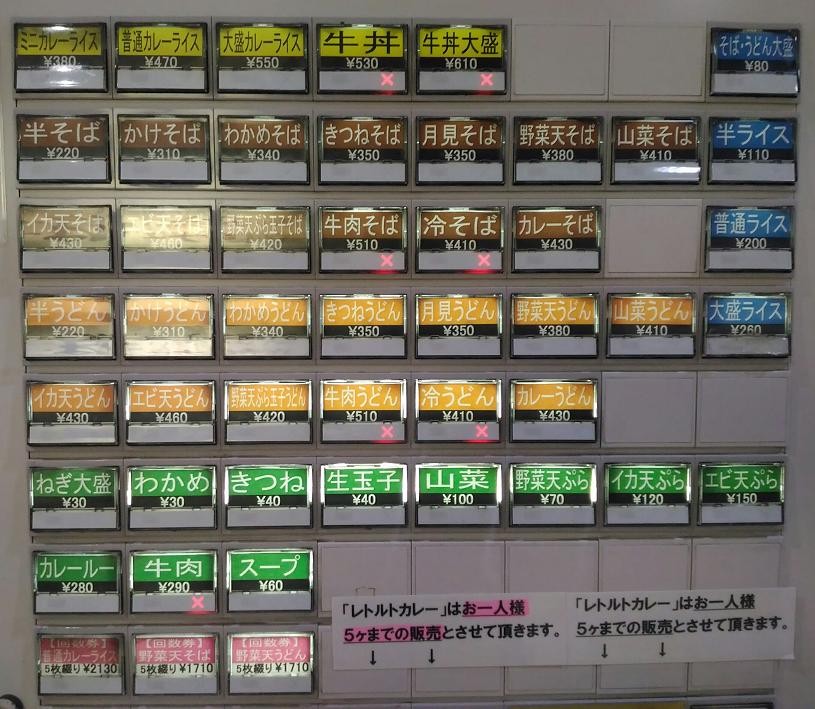 ミニカレーライス ¥380
普通カレーライス ¥470
大盛カレーライス ¥550
牛丼 ¥530 ×
牛丼大盛 ¥610 ×
そば・うどん大盛 ¥80
半そば ¥220
かけそば ¥310
わかめそば ¥340
きつねそば ¥350
月見そば ¥350
野菜天そば ¥380
山菜そば ¥410
半ライス ¥110
イカ天そば ¥430
エビ天そば ¥460
野菜天ぷら玉子そば ¥420
牛肉そば ¥510 ×
冷そば ¥410 ×
カレーそば ¥430
普通ライス ¥200
半うどん ¥220
かけうどん ¥310
わかめうどん ¥340
きつねうどん ¥350
月見うどん ¥350
野菜天うどん ¥380
山菜うどん ¥410
大盛ライス ¥260
イカ天うどん ¥430
エビ天うどん ¥460
野菜天ぷら玉子うどん ¥420
牛肉うどん ¥510 ×
冷うどん ¥410 ×
カレーうどん ¥430
ねぎ大盛 ¥30
わかめ ¥30
きつね ¥40
生玉子 ¥40
山菜 ¥100
野菜天ぷら ¥70
イカ天ぷら ¥120
エビ天ぷら ¥150
カレールー ¥280
牛肉 ¥290 ×
スープ ¥60
【回数券】
普通カレーライス
5枚綴り ¥2130
【回数券】
野菜天そば
5枚綴り ¥1710
【回数券】
野菜天うどん
5枚綴り ¥1710
「レトルトカレー」はお一人様
5ヶまでの販売とさせて頂きます。
↓ ↓
「レトルトカレー」はお一人様
5ヶまでの販売とさせて頂きます。
↓ ↓